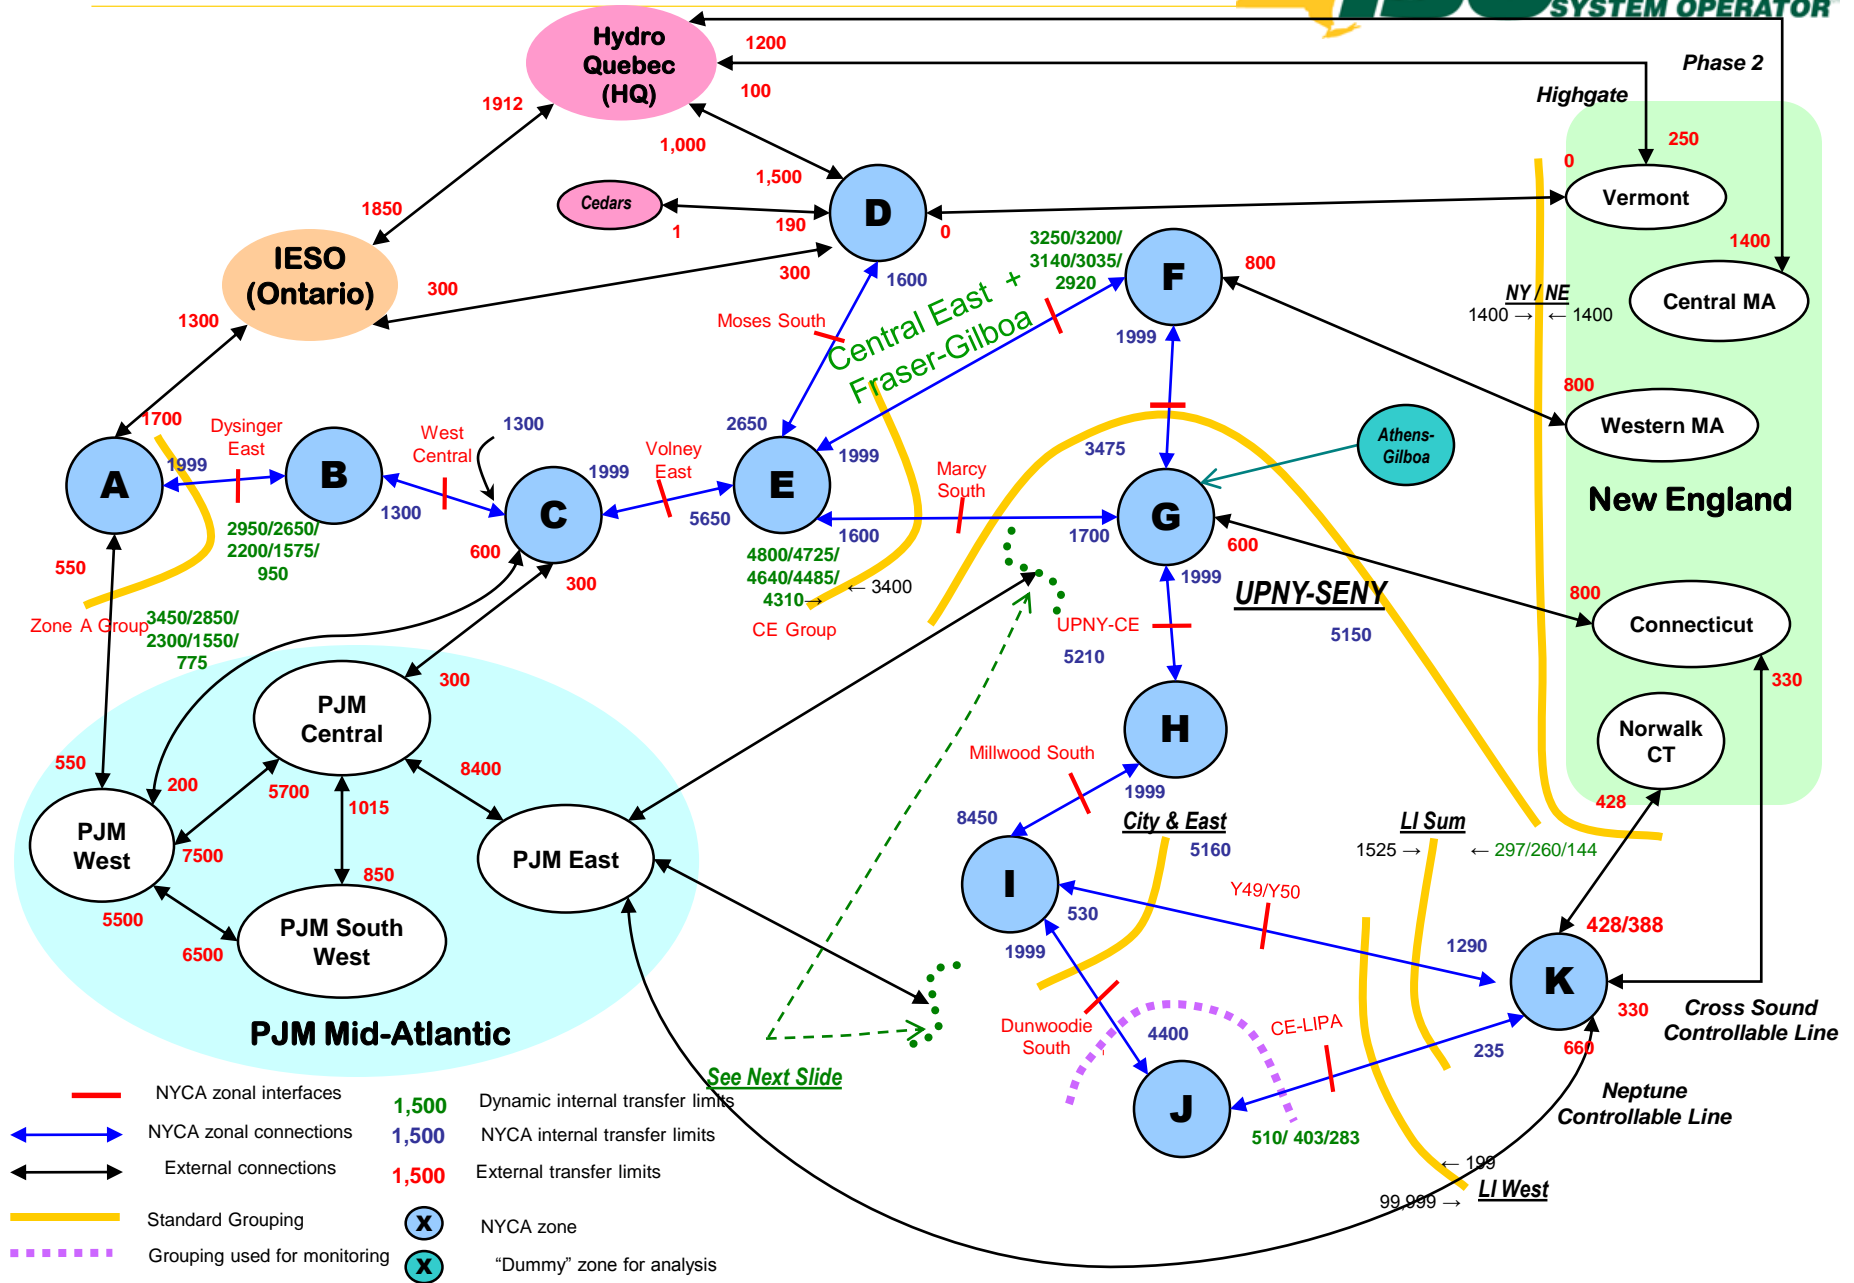 SYSTEM OPERATOR
Hydro
Quebec
(HQ)
1200
100
Phase 2
Highgate
1912
1,000
1,500
250
0
Cedars
190
1
D
Vermont
0
1850
IESO
(Ontario)
300
300
1300
1600
3250/3200/
3140/3035/
2920
F
800
1400
Central MA
NY / NE
1400 → ← 1400
Moses South
Central East +
Fraser-Gilboa
1999
1700
Dysinger
East
West
Central
1300
2650
800
Western MA
Athens-
Gilboa
A
1999
B
1300
C
1999
Volney
East
5650
E
1999
1600
Marcy
South
3475
G
1700
600
1999
New England
2950/2650/
2200/1575/
950
600
300
550
4800/4725/
4640/4485/
4310→
← 3400
CE Group
UPNY-SENY
5150
800
Connecticut
330
Zone A Group
3450/2850/
2300/1550/
775
UPNY-CE
5210
300
PJM
Central
H
Norwalk
CT
428
550
200
5700
1015
8400
Millwood South
1999
8450
City & East
5160
LI Sum
1525 →
← 297/260/144
PJM
West
7500
PJM East
850
5500
6500
PJM South
West
I
530
1999
Y49/Y50
1290
428/388
K
330
660
Cross Sound
Controllable Line
PJM Mid-Atlantic
Dunwoodie
South
4400
CE-LIPA
235
J
510/ 403/283
Neptune
Controllable Line
See Next Slide
← 199
99,999 →
LI West
NYCA zonal interfaces
1,500
Dynamic internal transfer limits
NYCA zonal connections
1,500
NYCA internal transfer limits
External connections
1,500
External transfer limits
Standard Grouping
X
NYCA zone
Grouping used for monitoring
X
“Dummy” zone for analysis